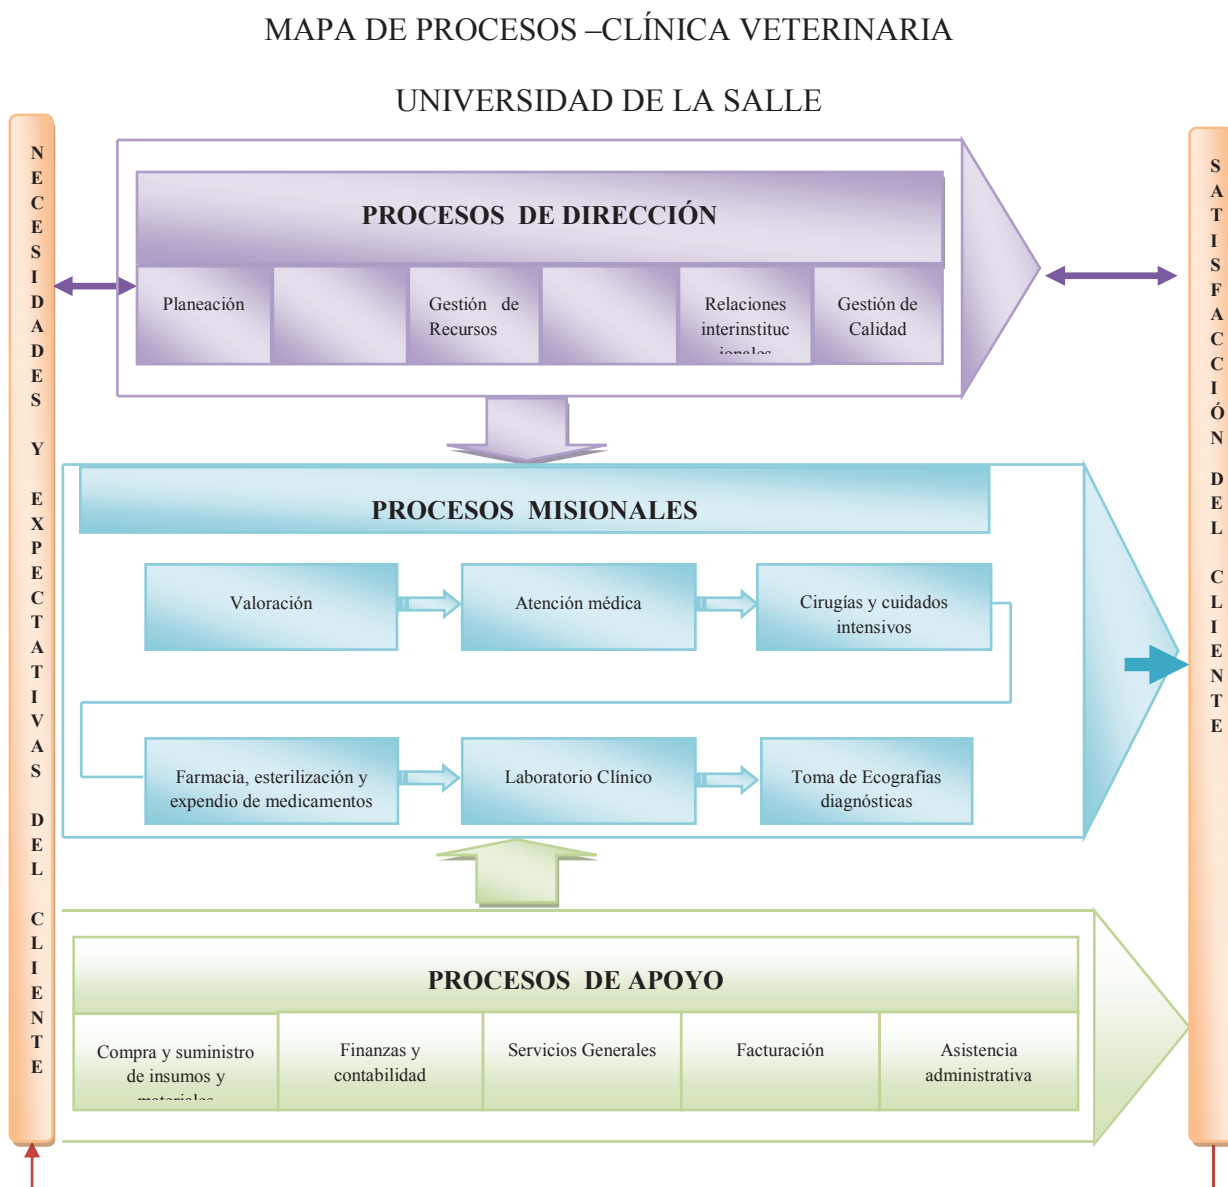 MAPA DE PROCESOS –CLÍNICA VETERINARIA
UNIVERSIDAD DE LA SALLE
NECESIDADES Y EXPECTATIVAS DEL CLIENTE
PROCESOS DE DIRECCIÓN
Planeación
Gestión de
Recursos
Relaciones
interinstituc
ionales
Gestión de
Calidad
PROCESOS MISIONALES
Valoración
Atención médica
Cirugías y cuidados
intensivos
Farmacia, esterilización y
expendio de medicamentos
Laboratorio Clínico
Toma de Ecografías
diagnósticas
PROCESOS DE APOYO
Compra y suministro
de insumos y
materiales
Finanzas y
contabilidad
Servicios Generales
Facturación
Asistencia
administrativa
SATISFACCIÓN DEL CLIENTE